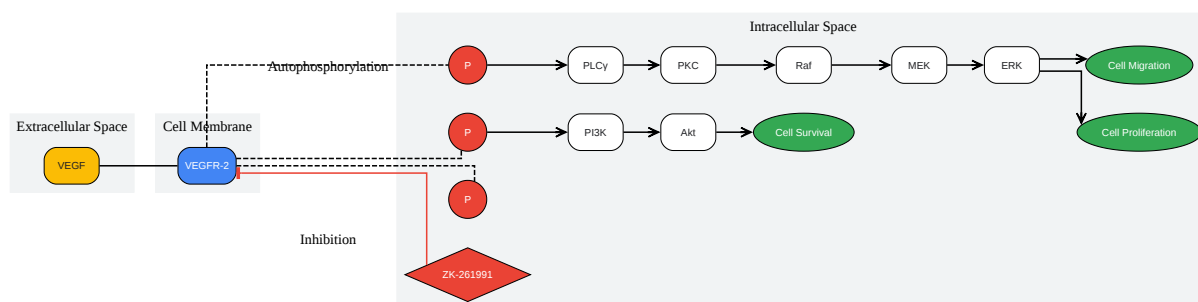 Intracellular Space
Autophosphorylation
P
PLCγ
PKC
Raf
MEK
ERK
Cell Migration
Extracellular Space
Cell Membrane
P
PI3K
Akt
Cell Survival
Cell Proliferation
VEGF
VEGFR-2
P
Inhibition
ZK-261991